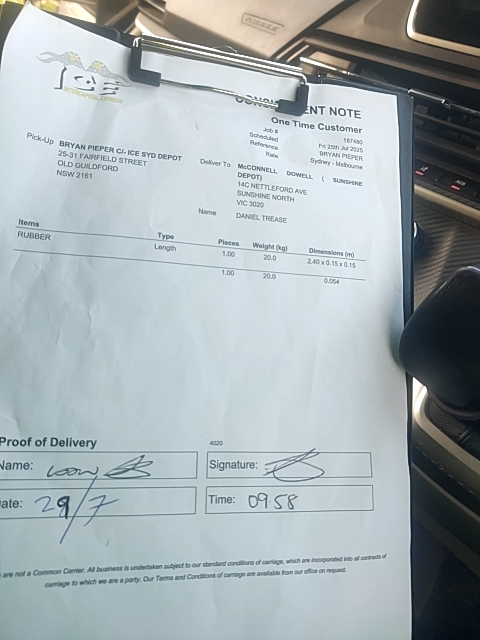 ICE
INTERCAPITAL EXPRESS
ENT NOTE
One Time Customer
Job # 187480
Scheduled Fri 25th Jul 2025
Reference BRYAN PIEPER
Rate Sydney - Melbourne
Pick-Up BRYAN PIEPER C/- ICE SYD DEPOT
25-31 FAIRFIELD STREET
OLD GUILDFORD
NSW 2161
Deliver To McCONNELL DOWELL ( SUNSHINE
DEPOT)
14C NETTLEFORD AVE
SUNSHINE NORTH
VIC 3020
Name DANIEL TREASE
Items Type Pieces Weight (kg) Dimensions (m)
RUBBER Length 1.00 20.0 2.40 x 0.15 x 0.15
1.00 20.0 0.054
Proof of Delivery 4020
Name: Signature:
ate: 29/7 Time: 0958
are not a Common Carrier. All business is undertaken subject to our standard conditions of carriage, which are incorporated into all contracts of
carriage to which we are a party. Our Terms and Conditions of carriage are available from our office on request.